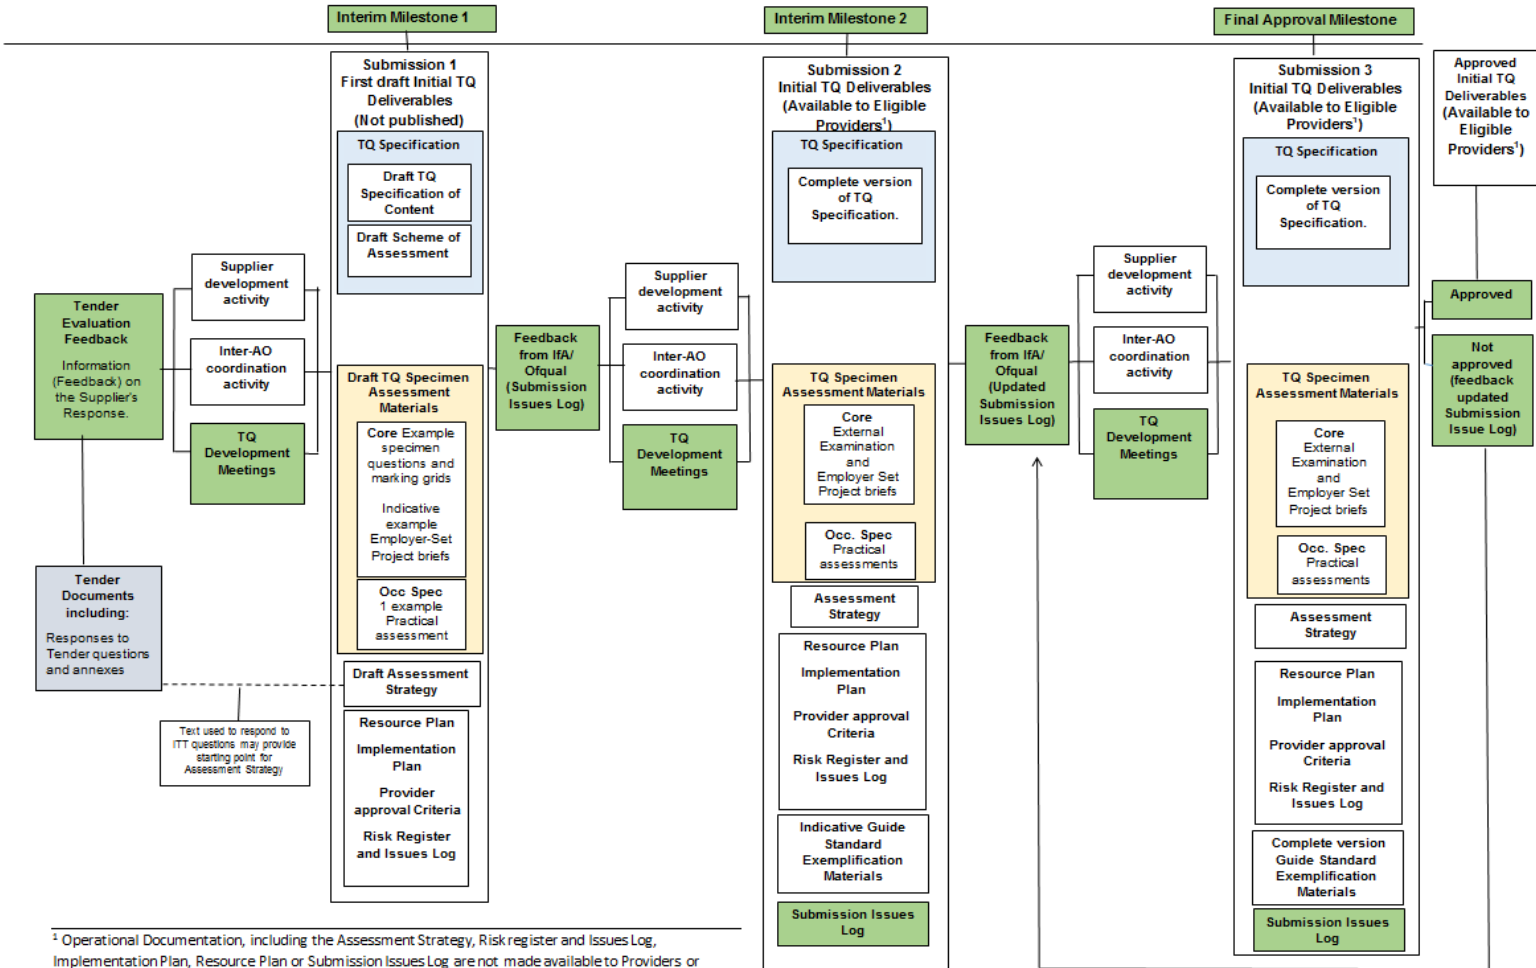 Interim Milestone 1
Interim Milestone 2
Final Approval Milestone
Tender
Evaluation
Feedback
Information
(Feedback) on
the Supplier's
Response.
Tender
Documents
including:
Responses to
Tender questions
and annexes
Text used to respond to
ITT questions may provide
starting point for
Assessment Strategy
Supplier
development
activity
Inter-AO
coordination
activity
TQ
Development
Meetings
Submission 1
First draft Initial TQ
Deliverables
(Not published)
TQ Specification
Draft TQ
Specification of
Content
Draft Scheme of
Assessment
Draft TQ Specimen
Assessment
Materials
Core Example
specimen
questions and
marking grids
Indicative
example
Employer-Set
Project briefs
Occ Spec
1 example
Practical
assessment
Draft Assessment
Strategy
Resource Plan
Implementation
Plan
Provider
approval Criteria
Risk Register
and Issues Log
Feedback
from IfA/
Ofqual
(Submission
Issues Log)
Supplier
development
activity
Inter-AO
coordination
activity
TQ
Development
Meetings
Submission 2
Initial TQ Deliverables
(Available to Eligible
Providers¹)
TQ Specification
Complete version
of TQ
Specification.
TQ Specimen
Assessment Materials
Core
External
Examination
and
Employer Set
Project briefs
Occ. Spec
Practical
assessments
Assessment
Strategy
Resource Plan
Implementation
Plan
Provider approval
Criteria
Risk Register and
Issues Log
Indicative Guide
Standard
Exemplification
Materials
Submission Issues
Log
Feedback
from IfA/
Ofqual
(Updated
Submission
Issues Log)
Supplier
development
activity
Inter-AO
coordination
activity
TQ
Development
Meetings
Submission 3
Initial TQ Deliverables
(Available to Eligible
Providers¹)
TQ Specification
Complete version
of TQ
Specification.
TQ Specimen
Assessment Materials
Core
External
Examination
and
Employer Set
Project briefs
Occ. Spec
Practical
assessments
Assessment
Strategy
Resource Plan
Implementation
Plan
Provider approval
Criteria
Risk Register and
Issues Log
Complete version
Guide Standard
Exemplification
Materials
Submission Issues
Log
Approved
Initial TQ
Deliverables
(Available to
Eligible
Providers¹)
Approved
Not
approved
(feedback
updated
Submission
Issue Log)
¹ Operational Documentation, including the Assessment Strategy, Risk register and Issues Log,
Implementation Plan, Resource Plan or Submission Issues Log are not made available to Providers or